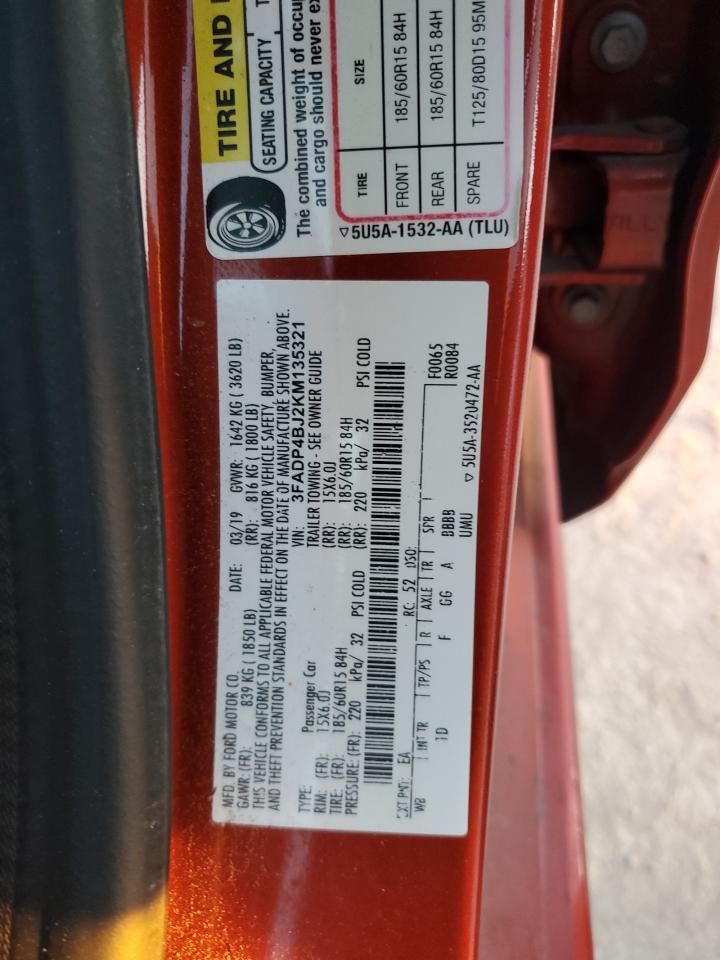 TIRE AND
SEATING CAPACITY
The combined weight of
and cargo should never
TIRE SIZE
FRONT 185/60R15 84H
REAR 185/60R15 84H
SPARE T125/80D15 95M
5U5A-1532-AA (TLU)
MFD. BY FORD MOTOR CO.
DATE: 03/19 GVWR: 1642 KG ( 3620 LB)
GAWR: (FR): 839 KG ( 1850 LB) (RR): 816 KG ( 1800 LB)
THIS VEHICLE CONFORMS TO ALL APPLICABLE FEDERAL MOTOR VEHICLE SAFETY, BUMPER,
AND THEFT PREVENTION STANDARDS IN EFFECT ON THE DATE OF MANUFACTURE SHOWN ABOVE.
VIN: 3FADP4BJ2KM135321
TYPE: Passenger Car TRAILER TOWING - SEE OWNER GUIDE
RIM: (FR): 15X6.0J (RR): 15X6.0J
TIRE: (FR): 185/60R15 84H (RR): 185/60R15 84H
PRESSURE: (FR): 220 kPa/ 32 PSI COLD (RR): 220 kPa/ 32 PSI COLD
EXT PNT: EA RC: 52 DSO: F0065
WB INT TR TP/PS R AXLE TR SPR R0084
1D F GG A BBBB
UMU
5U5A-3520472-AA